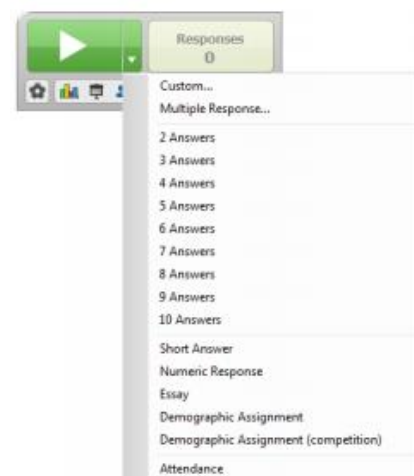 Responses
0
Custom...
Multiple Response...
2 Answers
3 Answers
4 Answers
5 Answers
6 Answers
7 Answers
8 Answers
9 Answers
10 Answers
Short Answer
Numeric Response
Essay
Demographic Assignment
Demographic Assignment (competition)
Attendance